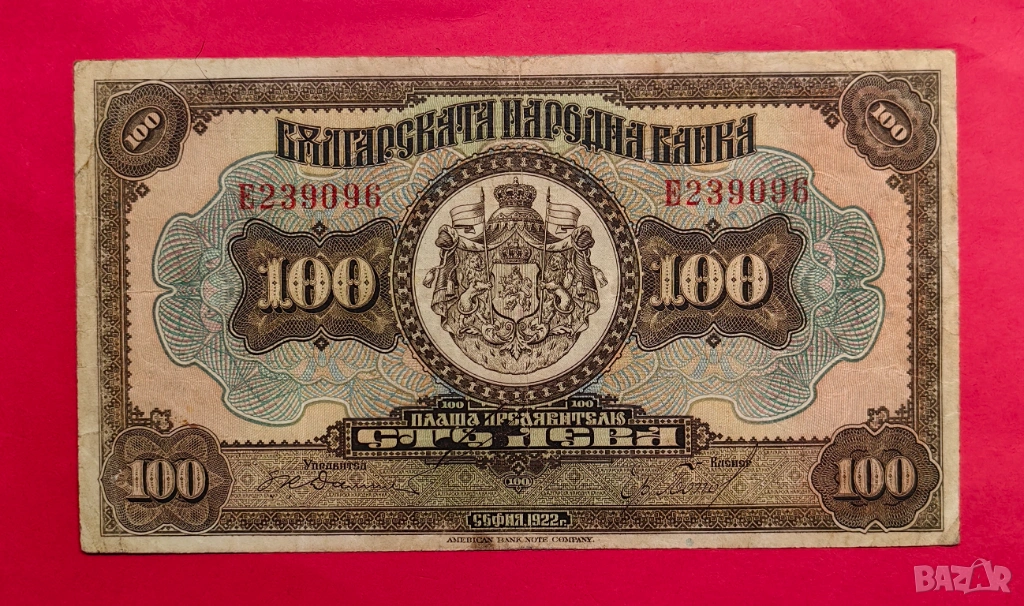 100 100
БЪЛГАРСКАТА НАРОДНА БАНКА
E239096 E239096
100 100
100 100
ПЛАЩА ПРЕДЯВИТЕЛЮ
СТѪ ЛЕВА
Управител Касиер
100 100 100
СОФИЯ.1922 г.
AMERICAN BANK NOTE COMPANY.
BAZAR